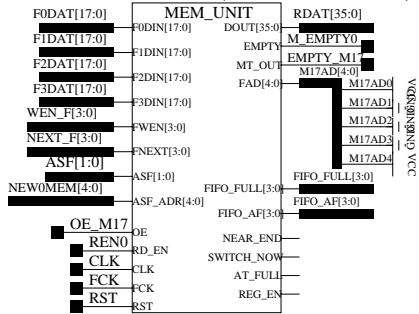 MEM_UNIT
F0DAT[17:0] F0DIN[17:0] DOUT[35:0] RDAT[35:0]
F1DAT[17:0] F1DIN[17:0] EMPTY M_EMPTY0
F2DAT[17:0] F2DIN[17:0] MT_OUT EMPTY_M17
F3DAT[17:0] F3DIN[17:0] FAD[4:0] M17AD[4:0]
WEN_F[3:0] FWEN[3:0] M17AD0
NEXT_F[3:0] FNEXT[3:0] M17AD1
M17AD2
M17AD3
M17AD4 VCC
ASF[1:0] ASF[1:0] FIFO_FULL[3:0] FIFO_FULL[3:0]
NEW0MEM[4:0] ASF_ADR[4:0] FIFO_AF[3:0] FIFO_AF[3:0]
OE_M17 OE NEAR_END
REN0 RD_EN SWITCH_NOW
CLK CLK AT_FULL
FCK FCK REG_EN
RST RST